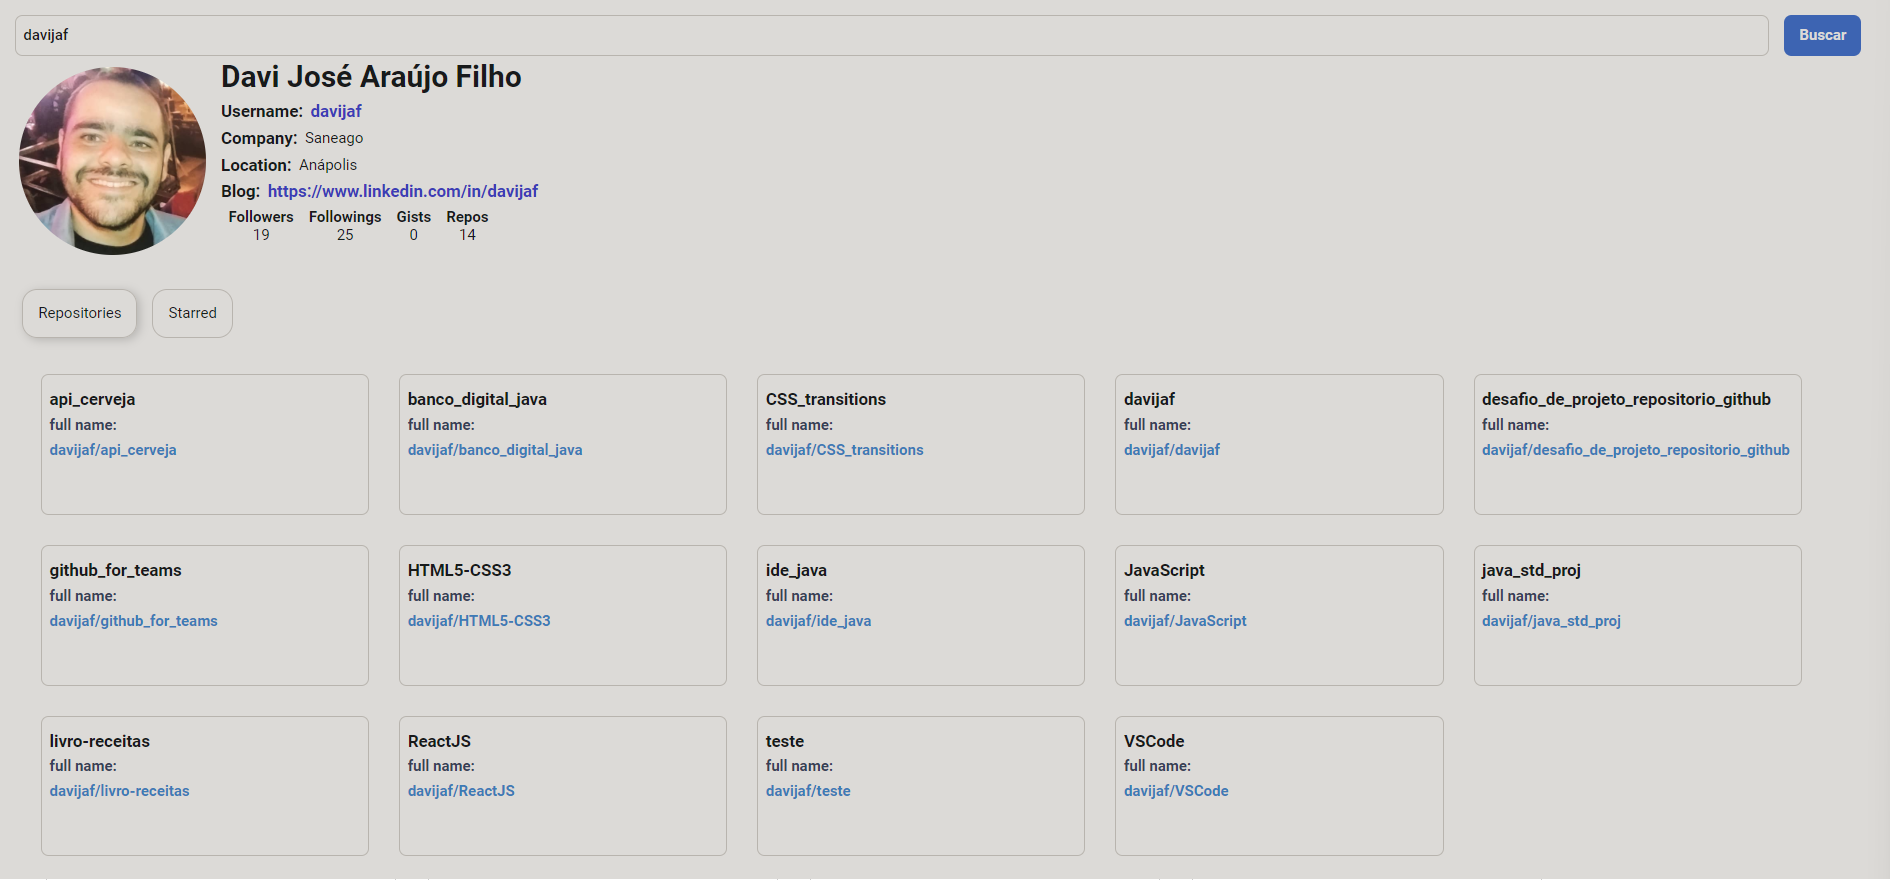 davijaf
Buscar
Davi José Araújo Filho
Username: davijaf
Company: Saneago
Location: Anápolis
Blog: https://www.linkedin.com/in/davijaf
Followers Followings Gists Repos
19 25 0 14
Repositories Starred
api_cerveja
full name:
davijaf/api_cerveja
banco_digital_java
full name:
davijaf/banco_digital_java
CSS_transitions
full name:
davijaf/CSS_transitions
davijaf
full name:
davijaf/davijaf
desafio_de_projeto_repositorio_github
full name:
davijaf/desafio_de_projeto_repositorio_github
github_for_teams
full name:
davijaf/github_for_teams
HTML5-CSS3
full name:
davijaf/HTML5-CSS3
ide_java
full name:
davijaf/ide_java
JavaScript
full name:
davijaf/JavaScript
java_std_proj
full name:
davijaf/java_std_proj
livro-receitas
full name:
davijaf/livro-receitas
ReactJS
full name:
davijaf/ReactJS
teste
full name:
davijaf/teste
VSCode
full name:
davijaf/VSCode